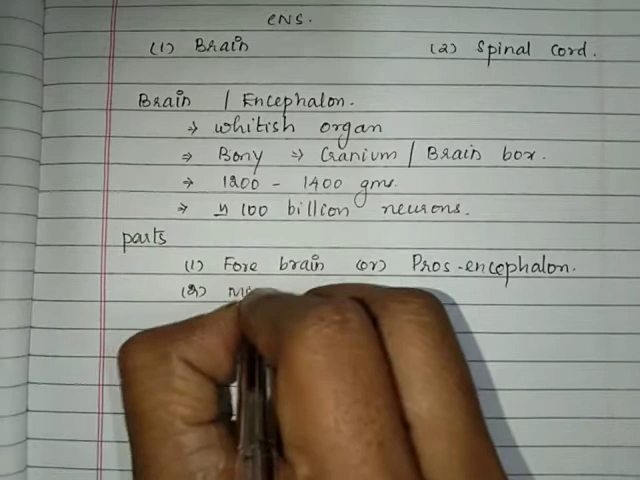 CNS.
(1) Brain (2) Spinal cord.
Brain / Encephalon.
→ whitish organ
⇒ Bony ⇒ Cranium / Brain box.
→ 1200 - 1400 gms.
→ ≃ 100 billion neurons.
parts
(1) Fore brain (or) Pros-encephalon.
(2)